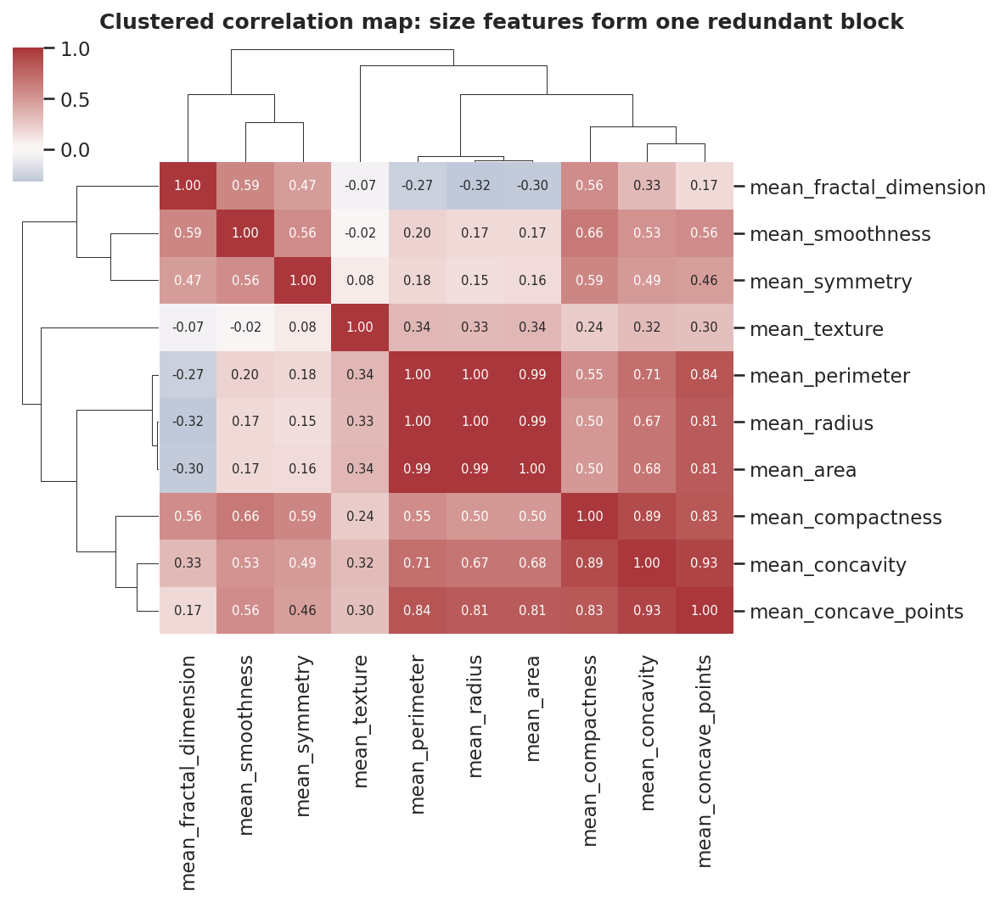 Clustered correlation map: size features form one redundant block
1.0
0.5
0.0
1.00 0.59 0.47 -0.07 -0.27 -0.32 -0.30 0.56 0.33 0.17 mean_fractal_dimension
0.59 1.00 0.56 -0.02 0.20 0.17 0.17 0.66 0.53 0.56 mean_smoothness
0.47 0.56 1.00 0.08 0.18 0.15 0.16 0.59 0.49 0.46 mean_symmetry
-0.07 -0.02 0.08 1.00 0.34 0.33 0.34 0.24 0.32 0.30 mean_texture
-0.27 0.20 0.18 0.34 1.00 1.00 0.99 0.55 0.71 0.84 mean_perimeter
-0.32 0.17 0.15 0.33 1.00 1.00 0.99 0.50 0.67 0.81 mean_radius
-0.30 0.17 0.16 0.34 0.99 0.99 1.00 0.50 0.68 0.81 mean_area
0.56 0.66 0.59 0.24 0.55 0.50 0.50 1.00 0.89 0.83 mean_compactness
0.33 0.53 0.49 0.32 0.71 0.67 0.68 0.89 1.00 0.93 mean_concavity
0.17 0.56 0.46 0.30 0.84 0.81 0.81 0.83 0.93 1.00 mean_concave_points
mean_fractal_dimension
mean_smoothness
mean_symmetry
mean_texture
mean_perimeter
mean_radius
mean_area
mean_compactness
mean_concavity
mean_concave_points